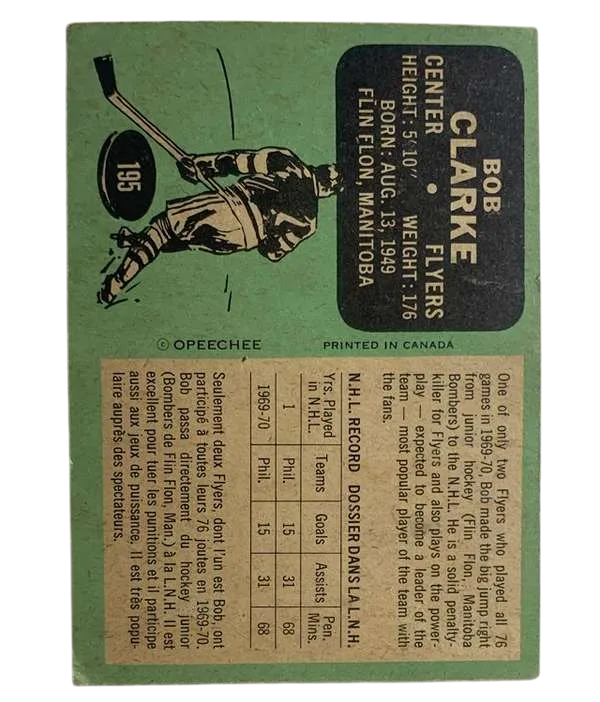 BOB
CLARKE
CENTER • FLYERS
HEIGHT: 5'10" WEIGHT: 176
BORN: AUG. 13, 1949
FLIN FLON, MANITOBA
195
© OPEECHEE
PRINTED IN CANADA
One of only two Flyers who played all 76
games in 1969-70. Bob made the big jump right
from junior hockey (Flin Flon, Manitoba
Bombers) to the N.H.L. He is a solid penalty-
killer for Flyers and also plays on the power-
play — expected to become a leader of the
team — most popular player of the team with
the fans.
N.H.L. RECORD DOSSIER DANS LA L.N.H.
Yrs. Played in N.H.L. Teams Goals Assists Pen. Mins.
1 Phil. 15 31 68
1969-70 Phil. 15 31 68
Seulement deux Flyers, dont l'un est Bob, ont
participé à toutes leurs 76 joutes en 1969-70.
Bob passa directement du hockey junior
(Bombers de Flin Flon, Man.) à la L.N.H. Il est
excellent pour tuer les punitions et il participe
aussi aux jeux de puissance. Il est très popu-
laire auprès des spectateurs.